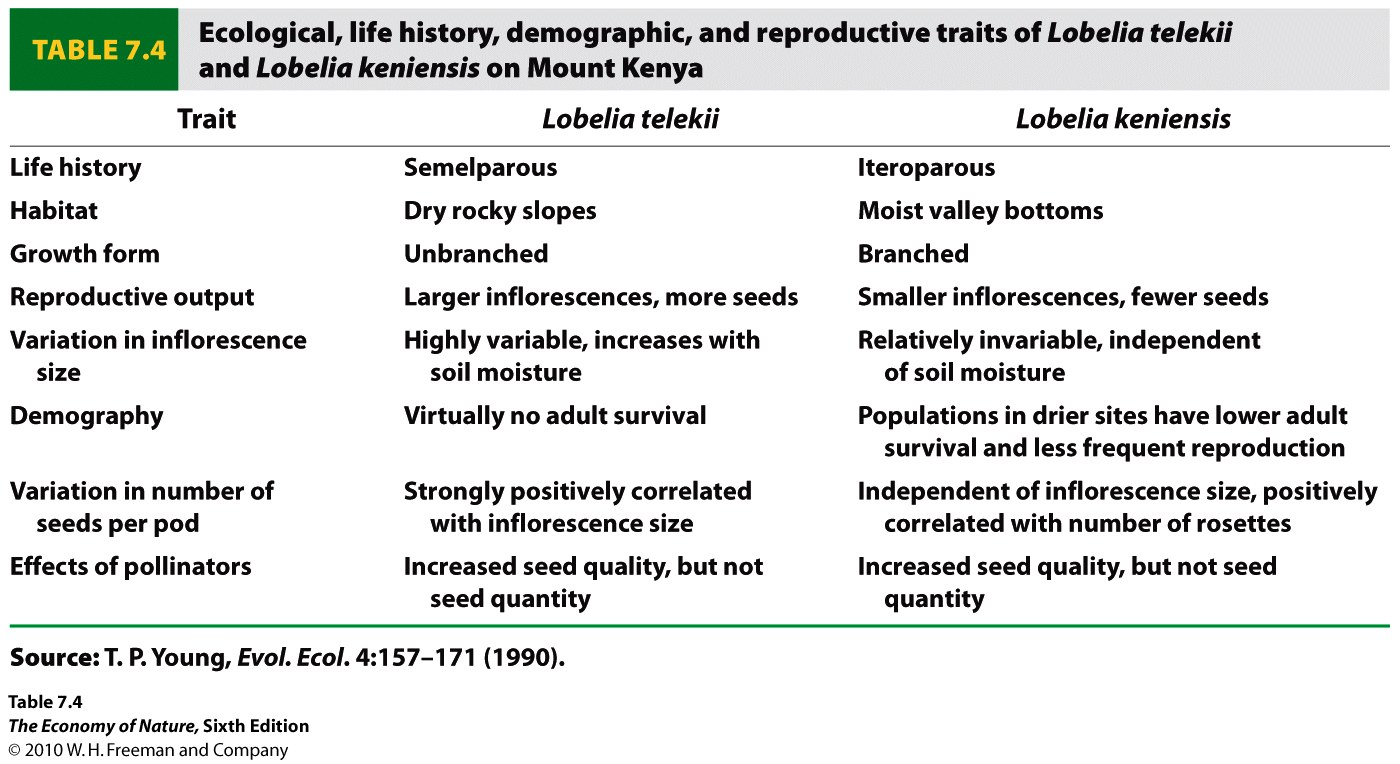 TABLE 7.4
Ecological, life history, demographic, and reproductive traits of Lobelia telekii
and Lobelia keniensis on Mount Kenya
Trait Lobelia telekii Lobelia keniensis
Life history Semelparous Iteroparous
Habitat Dry rocky slopes Moist valley bottoms
Growth form Unbranched Branched
Reproductive output Larger inflorescences, more seeds Smaller inflorescences, fewer seeds
Variation in inflorescence Highly variable, increases with Relatively invariable, independent
size soil moisture of soil moisture
Demography Virtually no adult survival Populations in drier sites have lower adult
survival and less frequent reproduction
Variation in number of Strongly positively correlated Independent of inflorescence size, positively
seeds per pod with inflorescence size correlated with number of rosettes
Effects of pollinators Increased seed quality, but not Increased seed quality, but not seed
seed quantity quantity
Source: T. P. Young, Evol. Ecol. 4:157–171 (1990).
Table 7.4
The Economy of Nature, Sixth Edition
© 2010 W. H. Freeman and Company